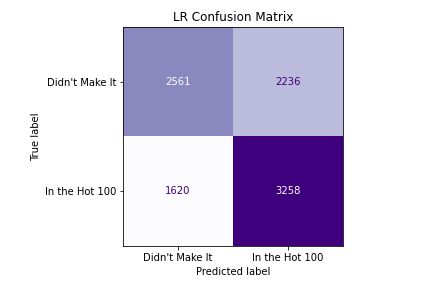 LR Confusion Matrix
True label
Didn't Make It
2561 2236
In the Hot 100
1620 3258
Didn't Make It In the Hot 100
Predicted label